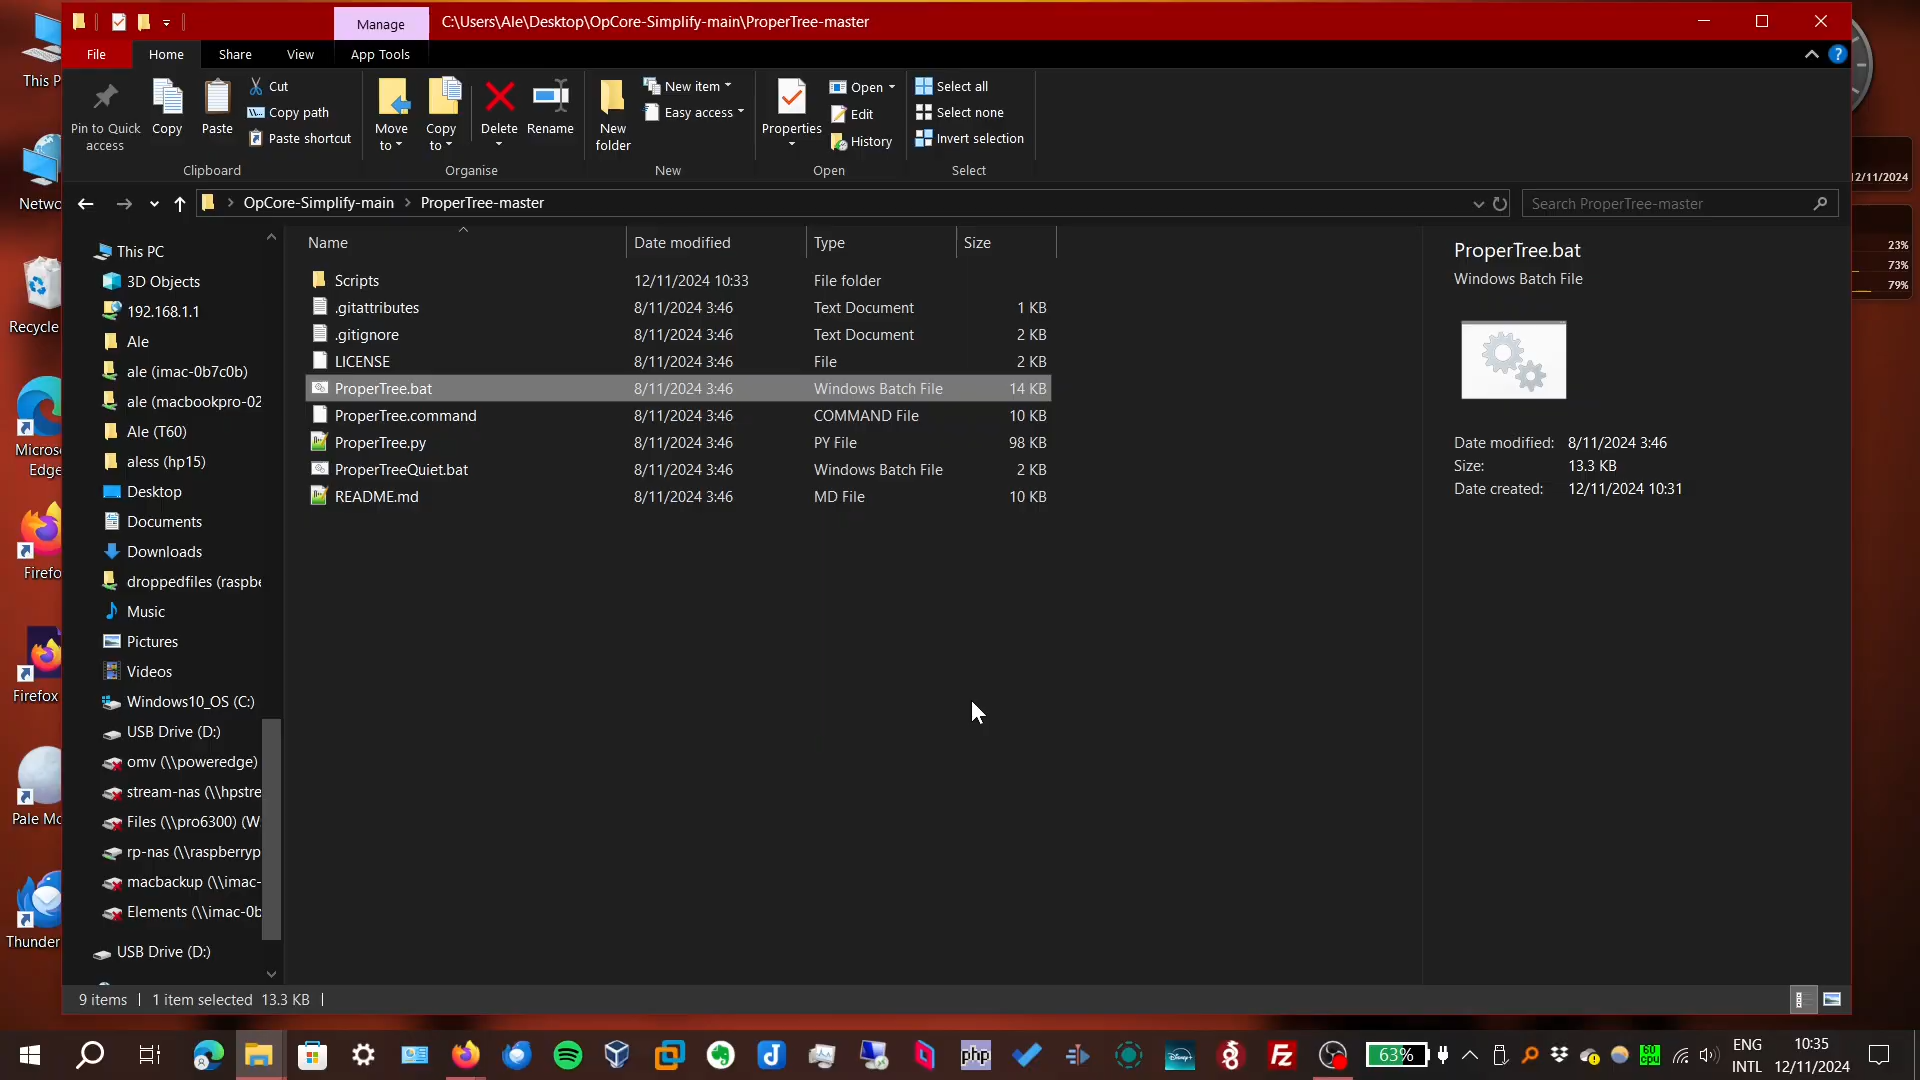 Manage
C:\Users\Ale\Desktop\OpCore-Simplify-main\ProperTree-master
File
Home
Share
View
App Tools
Pin to Quick
access
Copy
Paste
Cut
Copy path
Paste shortcut
Clipboard
Move
to
Copy
to
Delete
Rename
Organise
New
folder
New item
Easy access
New
Properties
Open
Edit
History
Open
Select all
Select none
Invert selection
Select
OpCore-Simplify-main
ProperTree-master
Search ProperTree-master
This PC
3D Objects
192.168.1.1
Ale
ale (imac-0b7c0b)
ale (macbookpro-02
Ale (T60)
aless (hp15)
Desktop
Documents
Downloads
droppedfiles (raspbe
Music
Pictures
Videos
Windows10_OS (C:)
USB Drive (D:)
omv (\\poweredge)
stream-nas (\\hpstre
Files (\\pro6300) (W
rp-nas (\\raspberryp
macbackup (\\imac-
Elements (\\imac-0b
USB Drive (D:)
Name Date modified Type Size
Scripts 12/11/2024 10:33 File folder
.gitattributes 8/11/2024 3:46 Text Document 1 KB
.gitignore 8/11/2024 3:46 Text Document 2 KB
LICENSE 8/11/2024 3:46 File 2 KB
ProperTree.bat 8/11/2024 3:46 Windows Batch File 14 KB
ProperTree.command 8/11/2024 3:46 COMMAND File 10 KB
ProperTree.py 8/11/2024 3:46 PY File 98 KB
ProperTreeQuiet.bat 8/11/2024 3:46 Windows Batch File 2 KB
README.md 8/11/2024 3:46 MD File 10 KB
ProperTree.bat
Windows Batch File
Date modified: 8/11/2024 3:46
Size: 13.3 KB
Date created: 12/11/2024 10:31
9 items
1 item selected 13.3 KB
This P
Netwo
Recycle
Micros
Edge
Firefo
Firefox
Pale Mo
Thunder
12/11/2024
23%
73%
79%
php
Disney+
FZ
63%
60
cpu
ENG
INTL
10:35
12/11/2024